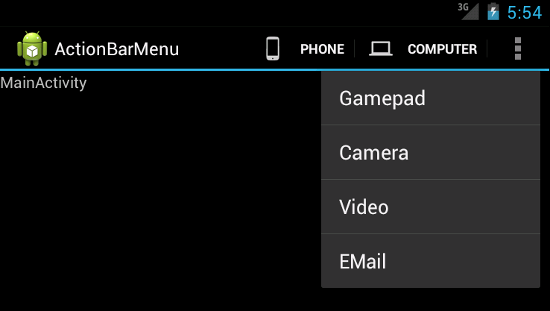 3G 5:54
ActionBarMenu PHONE COMPUTER
MainActivity
Gamepad
Camera
Video
EMail